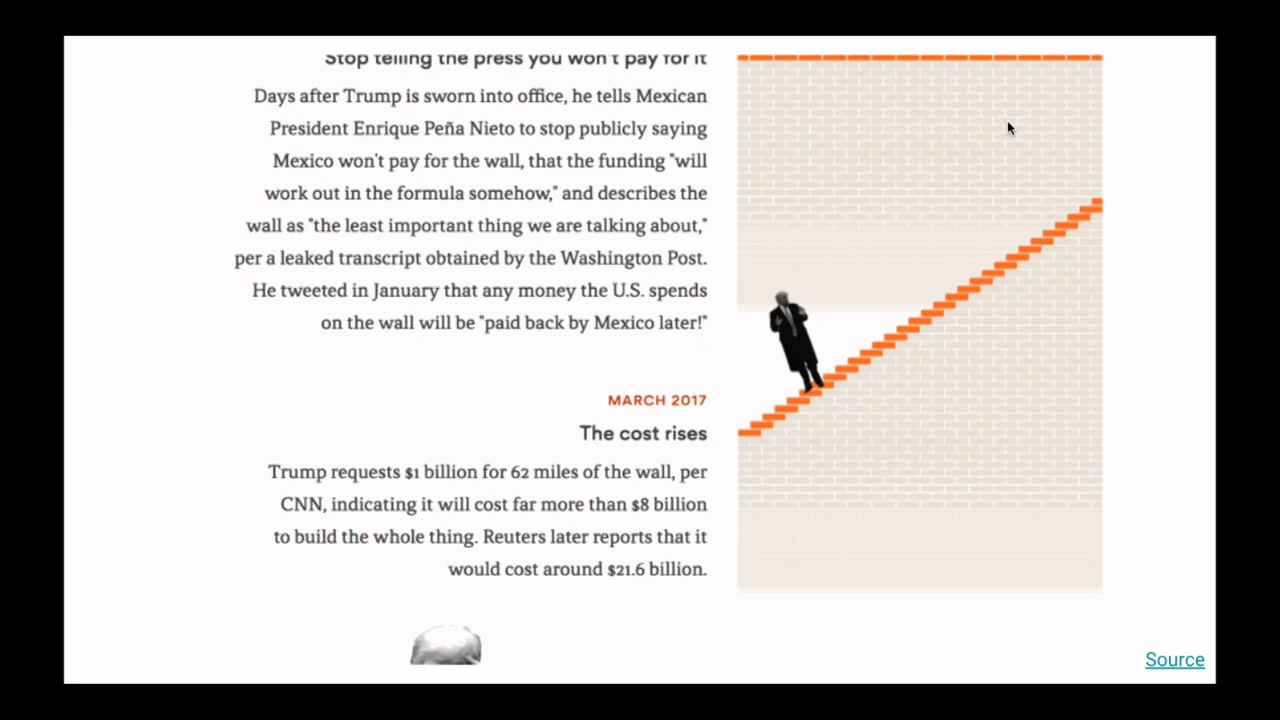 Stop telling the press you won't pay for it
Days after Trump is sworn into office, he tells Mexican
President Enrique Peña Nieto to stop publicly saying
Mexico won't pay for the wall, that the funding "will
work out in the formula somehow," and describes the
wall as "the least important thing we are talking about,"
per a leaked transcript obtained by the Washington Post.
He tweeted in January that any money the U.S. spends
on the wall will be "paid back by Mexico later!"
MARCH 2017
The cost rises
Trump requests $1 billion for 62 miles of the wall, per
CNN, indicating it will cost far more than $8 billion
to build the whole thing. Reuters later reports that it
would cost around $21.6 billion.
Source